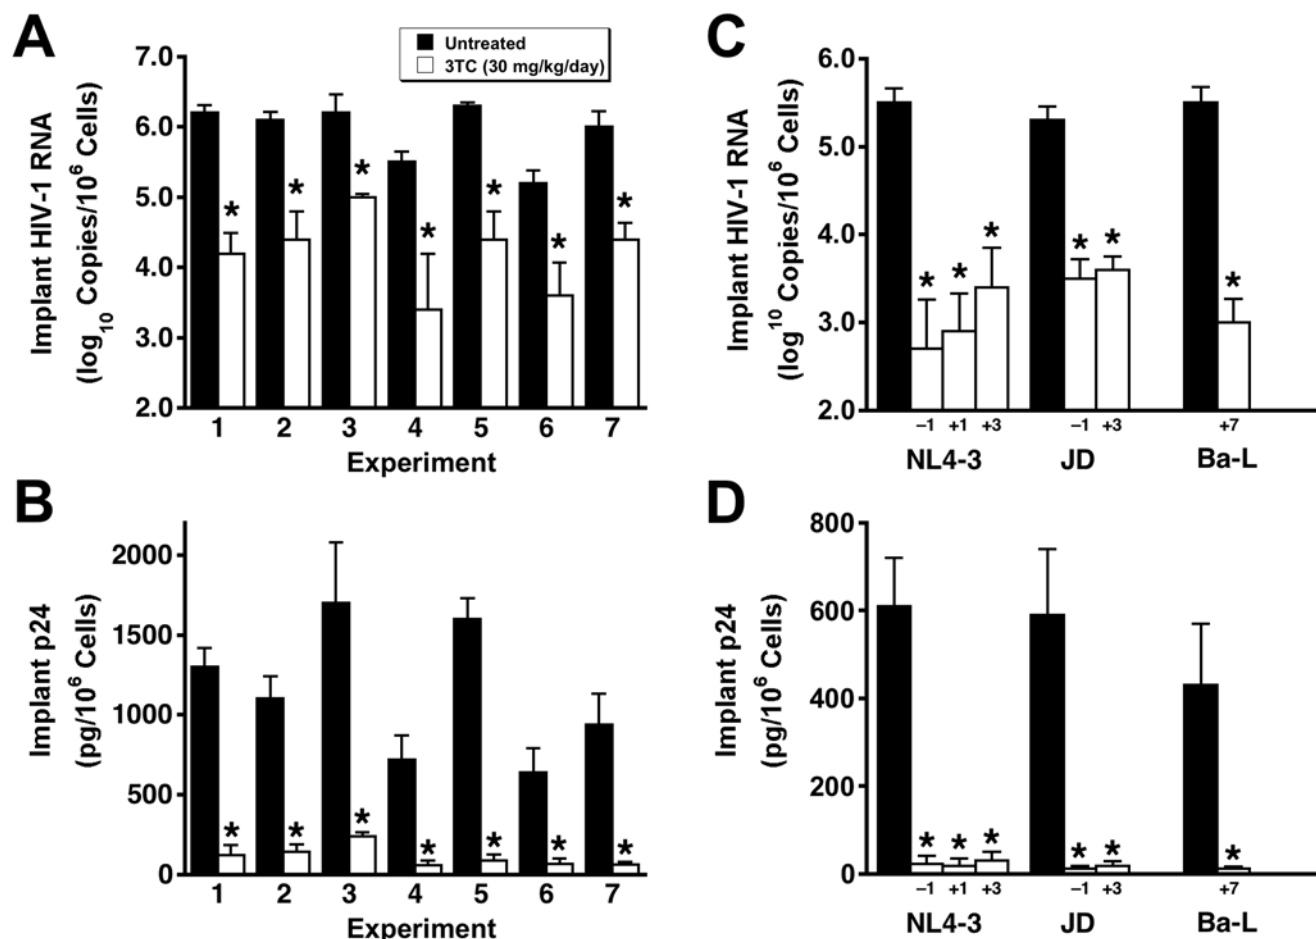 A
Untreated
3TC (30 mg/kg/day)
Implant HIV-1 RNA
(log10 Copies/10^6 Cells)
7.0
6.0
5.0
4.0
3.0
2.0
* * * * * * *
1 2 3 4 5 6 7
Experiment
B
Implant p24
(pg/10^6 Cells)
2000
1500
1000
500
0
* * * * * * *
1 2 3 4 5 6 7
Experiment
C
Implant HIV-1 RNA
(log^10 Copies/10^6 Cells)
6.0
5.0
4.0
3.0
2.0
* * * * * *
–1 +1 +3 –1 +3 +7
NL4-3 JD Ba-L
D
Implant p24
(pg/10^6 Cells)
800
600
400
200
0
* * * * * *
–1 +1 +3 –1 +3 +7
NL4-3 JD Ba-L